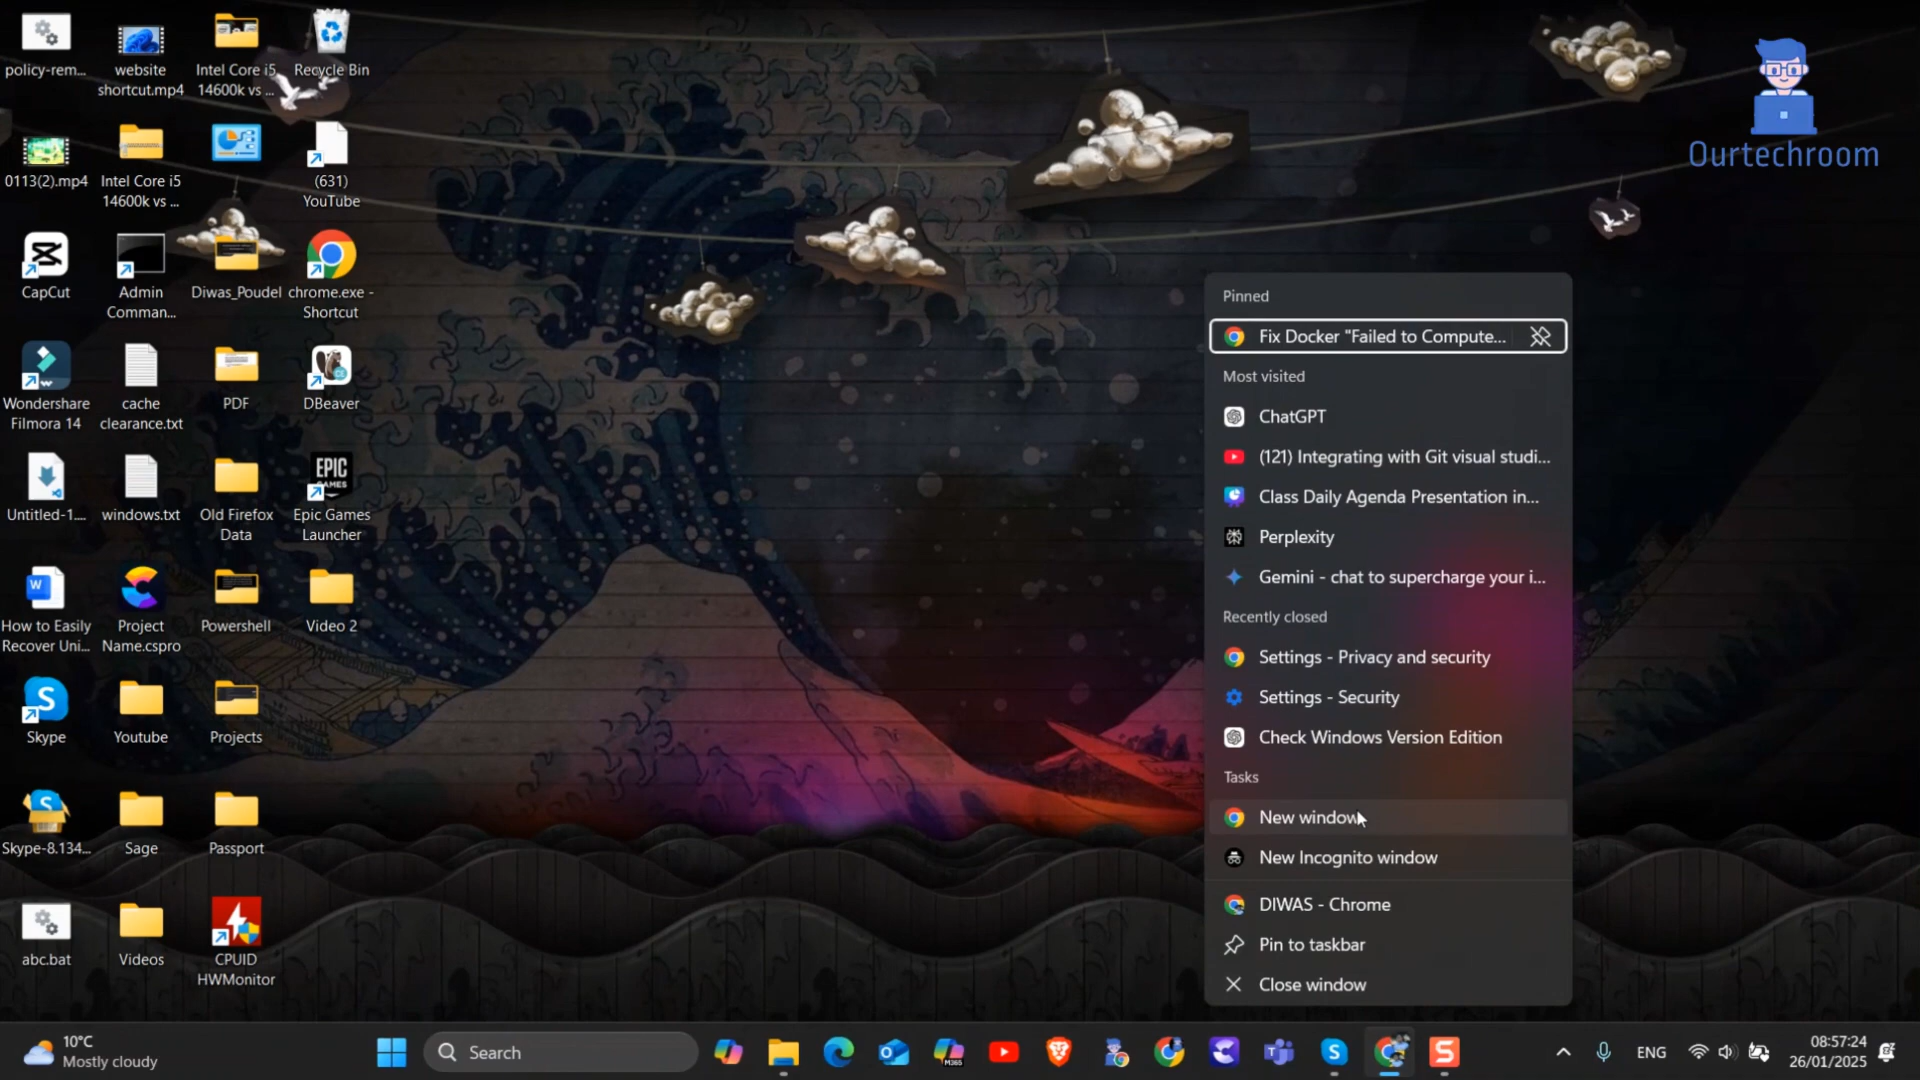 policy-rem...
website
shortcut.mp4
Intel Core i5
14600k vs ...
Recycle Bin
0113(2).mp4
Intel Core i5
14600k vs ...
(631)
YouTube
CapCut
Admin
Comman...
Diwas_Poudel
chrome.exe -
Shortcut
Wondershare
Filmora 14
cache
clearance.txt
PDF
DBeaver
CE
Untitled-1....
windows.txt
Old Firefox
Data
EPIC
GAMES
Epic Games
Launcher
W
How to Easily
Recover Uni...
Project
Name.cspro
Powershell
Video 2
S
Skype
Youtube
Projects
S
Skype-8.134...
Sage
Passport
abc.bat
Videos
CPUID
HWMonitor
Ourtechroom
Pinned
Fix Docker "Failed to Compute...
Most visited
ChatGPT
(121) Integrating with Git visual studi...
Class Daily Agenda Presentation in...
Perplexity
Gemini - chat to supercharge your i...
Recently closed
Settings - Privacy and security
Settings - Security
Check Windows Version Edition
Tasks
New window
New Incognito window
DIWAS - Chrome
Pin to taskbar
Close window
10°C
Mostly cloudy
Search
M365
S
S
ENG
08:57:24
26/01/2025